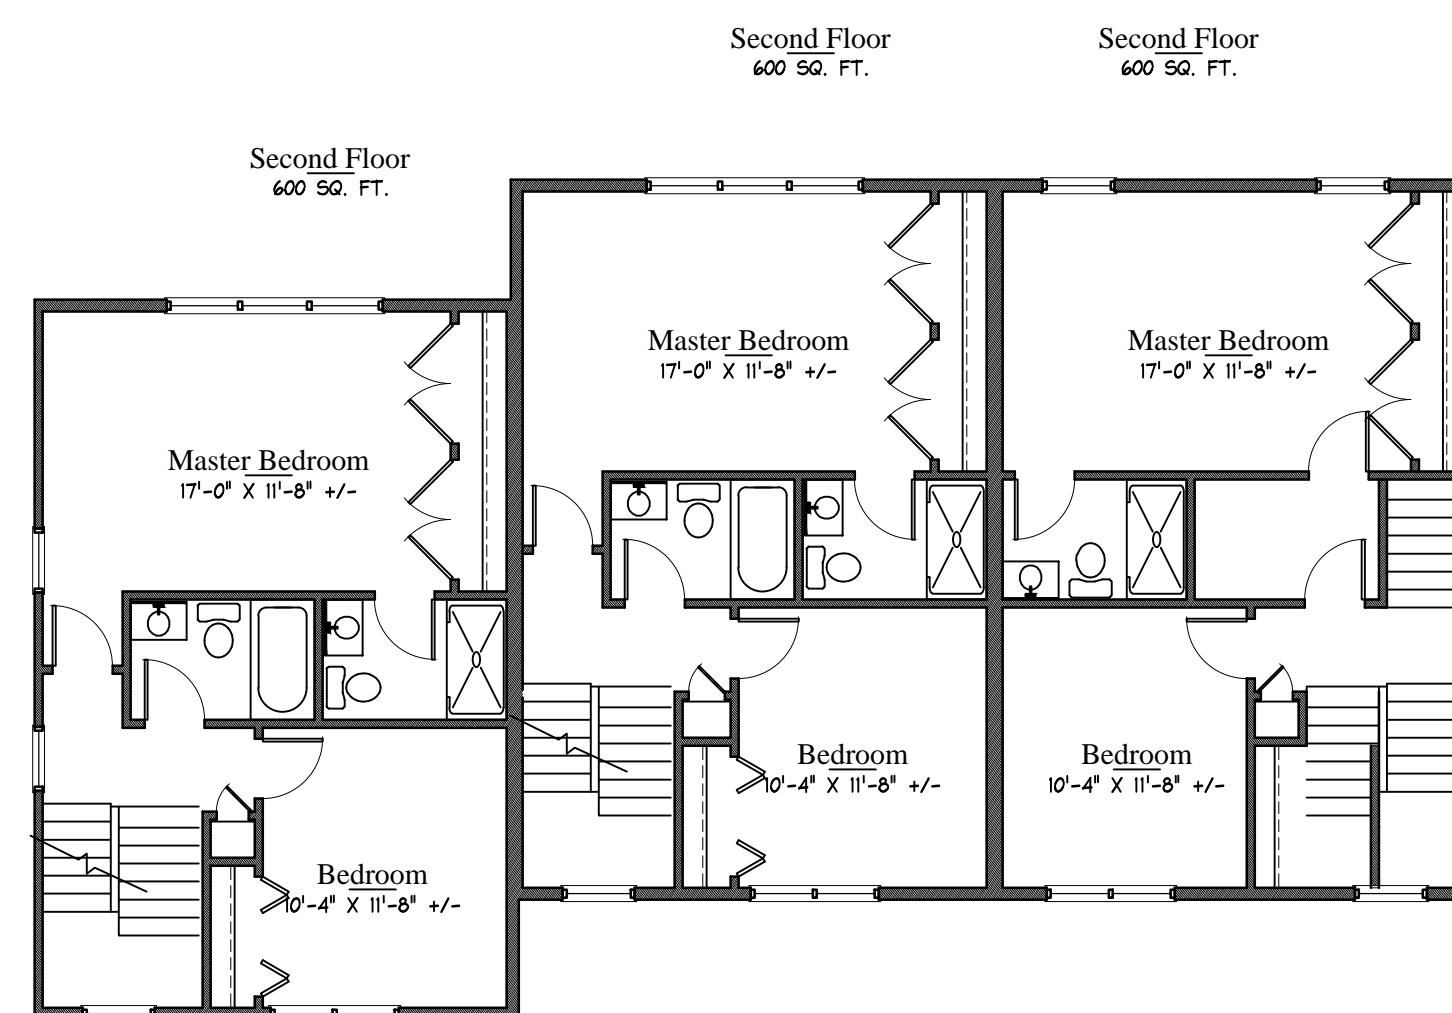 Second Floor
600 SQ. FT.
Second Floor
600 SQ. FT.
Second Floor
600 SQ. FT.
Master Bedroom
17'-0" X 11'-8" +/-
Master Bedroom
17'-0" X 11'-8" +/-
Master Bedroom
17'-0" X 11'-8" +/-
Bedroom
10'-4" X 11'-8" +/-
Bedroom
10'-4" X 11'-8" +/-
Bedroom
10'-4" X 11'-8" +/-